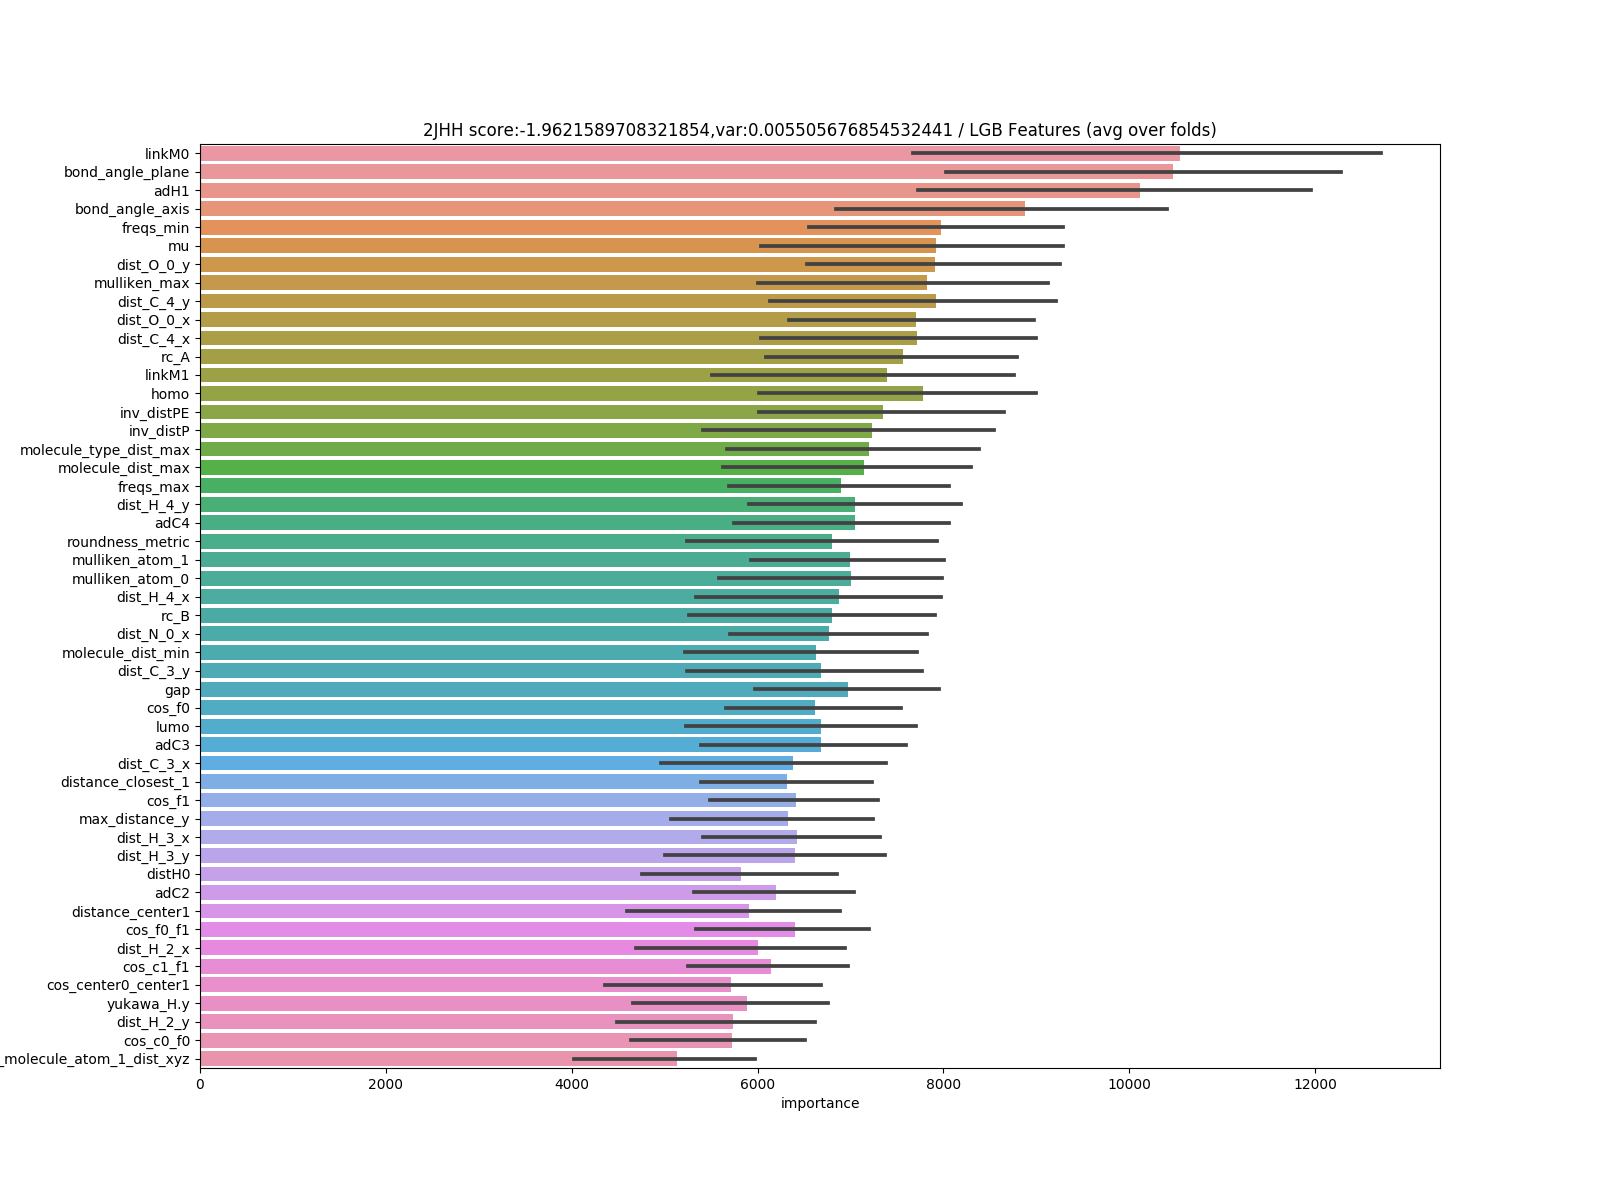 2JHH score:-1.9621589708321854,var:0.005505676854532441 / LGB Features (avg over folds)
linkM0
bond_angle_plane
adH1
bond_angle_axis
freqs_min
mu
dist_O_0_y
mulliken_max
dist_C_4_y
dist_O_0_x
dist_C_4_x
rc_A
linkM1
homo
inv_distPE
inv_distP
molecule_type_dist_max
molecule_dist_max
freqs_max
dist_H_4_y
adC4
roundness_metric
mulliken_atom_1
mulliken_atom_0
dist_H_4_x
rc_B
dist_N_0_x
molecule_dist_min
dist_C_3_y
gap
cos_f0
lumo
adC3
dist_C_3_x
distance_closest_1
cos_f1
max_distance_y
dist_H_3_x
dist_H_3_y
distH0
adC2
distance_center1
cos_f0_f1
dist_H_2_x
cos_c1_f1
cos_center0_center1
yukawa_H.y
dist_H_2_y
cos_c0_f0
_molecule_atom_1_dist_xyz
0 2000 4000 6000 8000 10000 12000
importance